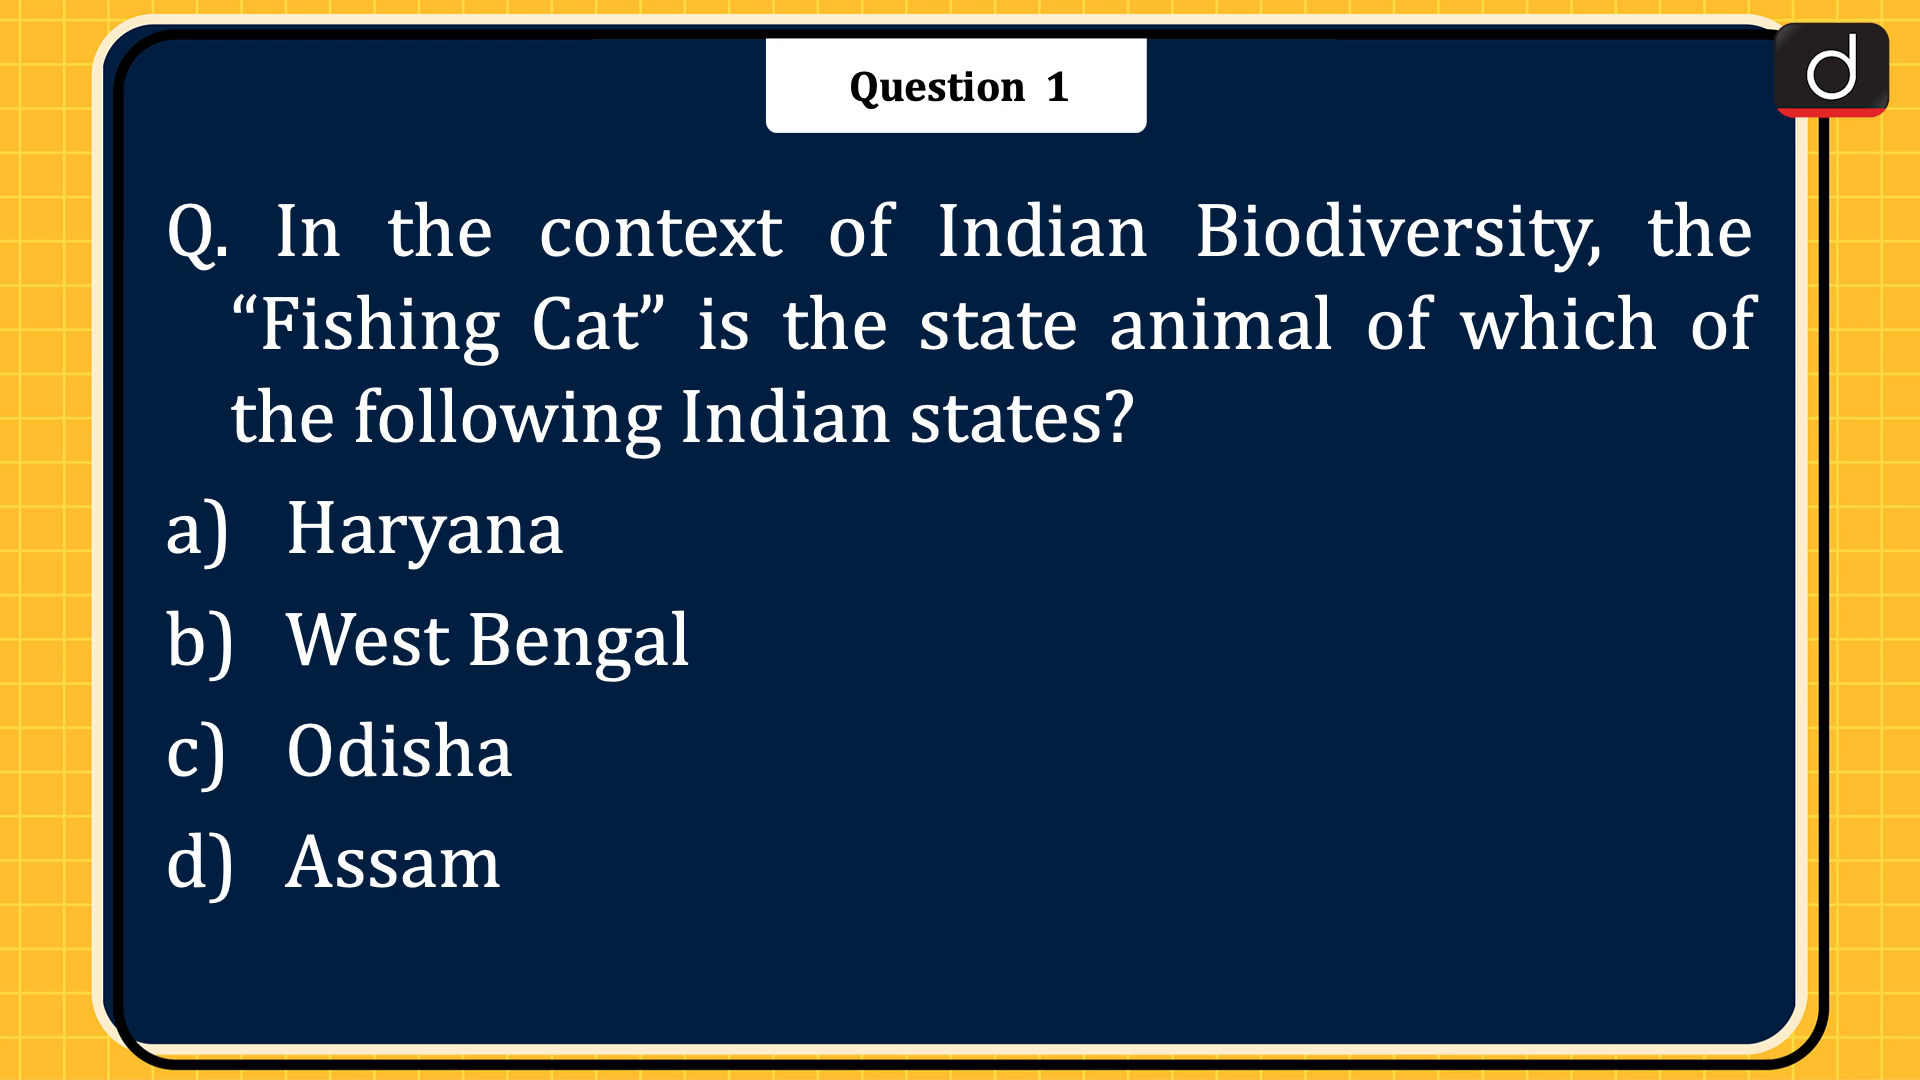 Question 1
Q. In the context of Indian Biodiversity, the
“Fishing Cat” is the state animal of which of
the following Indian states?
a) Haryana
b) West Bengal
c) Odisha
d) Assam
d